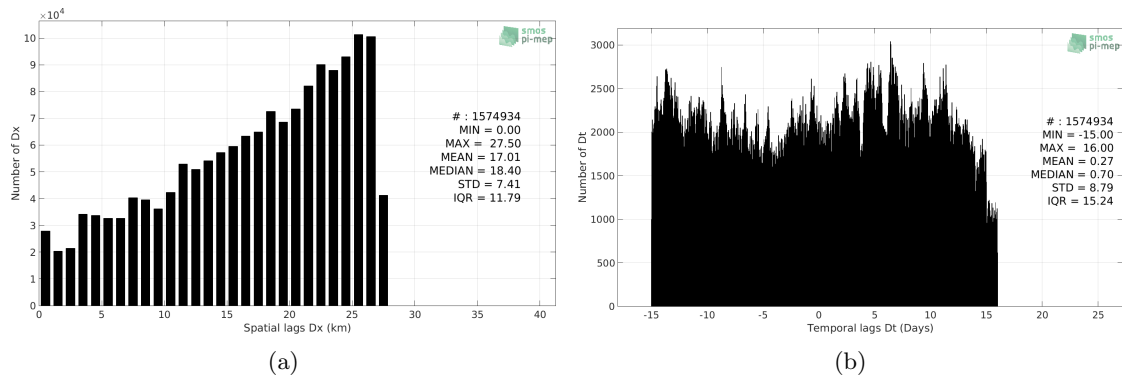 ×10⁴
10
9
8
7
6
5
4
3
2
1
0
Number of Dx
0 5 10 15 20 25 30 35 40
Spatial lags Dx (km)
smos
pi-mep
# : 1574934
MIN = 0.00
MAX = 27.50
MEAN = 17.01
MEDIAN = 18.40
STD = 7.41
IQR = 11.79
(a)
3000
2500
2000
1500
1000
500
0
Number of Dt
-15 -10 -5 0 5 10 15 20 25
Temporal lags Dt (Days)
smos
pi-mep
# : 1574934
MIN = -15.00
MAX = 16.00
MEAN = 0.27
MEDIAN = 0.70
STD = 8.79
IQR = 15.24
(b)